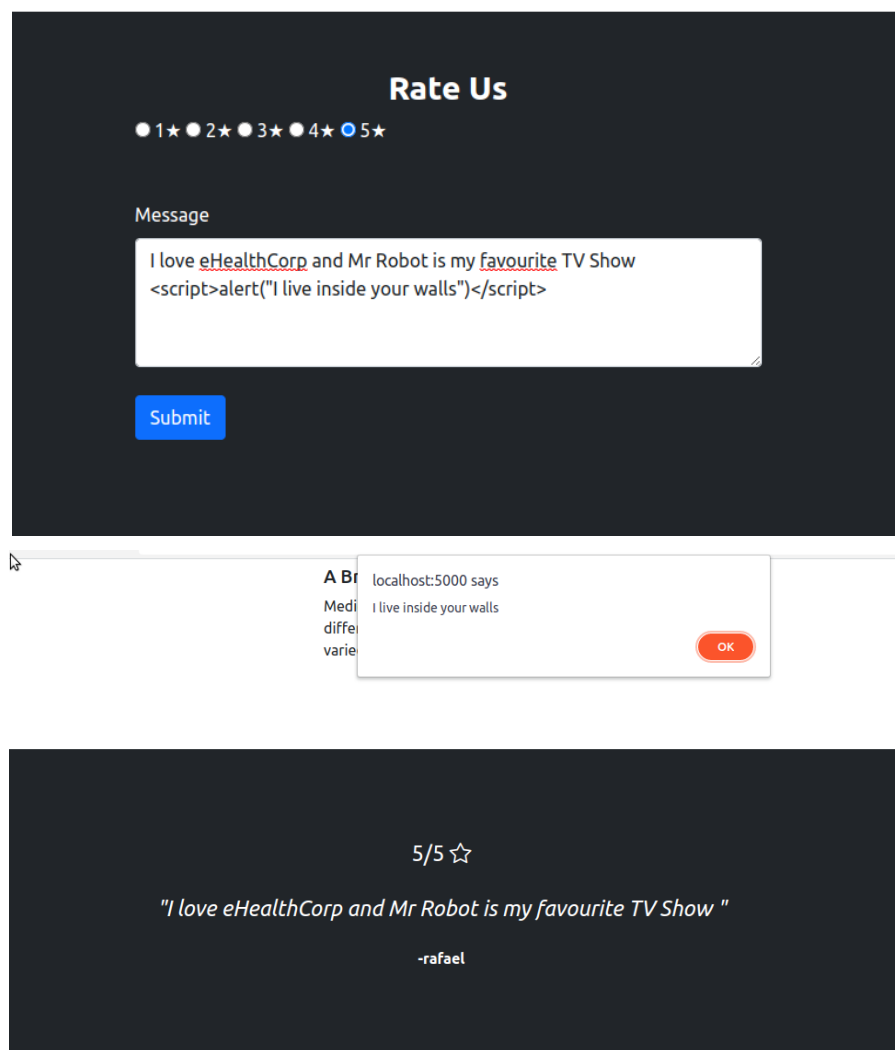 Rate Us
1★ 2★ 3★ 4★ 5★
Message
I love eHealthCorp and Mr Robot is my favourite TV Show
<script>alert("I live inside your walls")</script>
Submit
A Br
localhost:5000 says
Medi
I live inside your walls
differ
varie
OK
5/5 ☆
"I love eHealthCorp and Mr Robot is my favourite TV Show "
-rafael